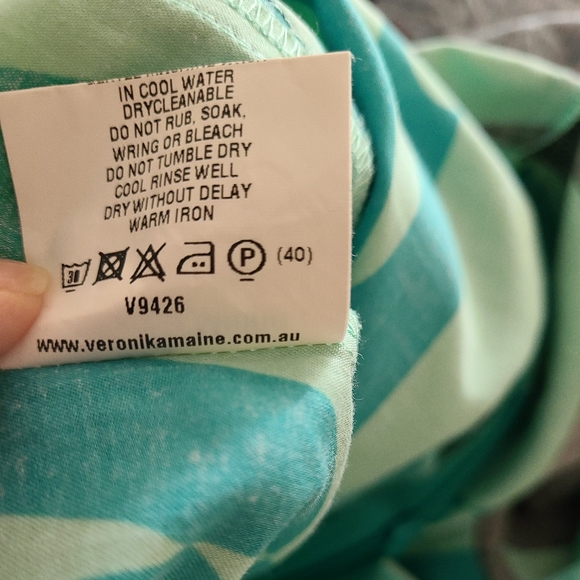 IN COOL WATER
DRYCLEANABLE
DO NOT RUB, SOAK,
WRING OR BLEACH
DO NOT TUMBLE DRY
COOL RINSE WELL
DRY WITHOUT DELAY
WARM IRON
30 P (40)
V9426
www.veronikamaine.com.au